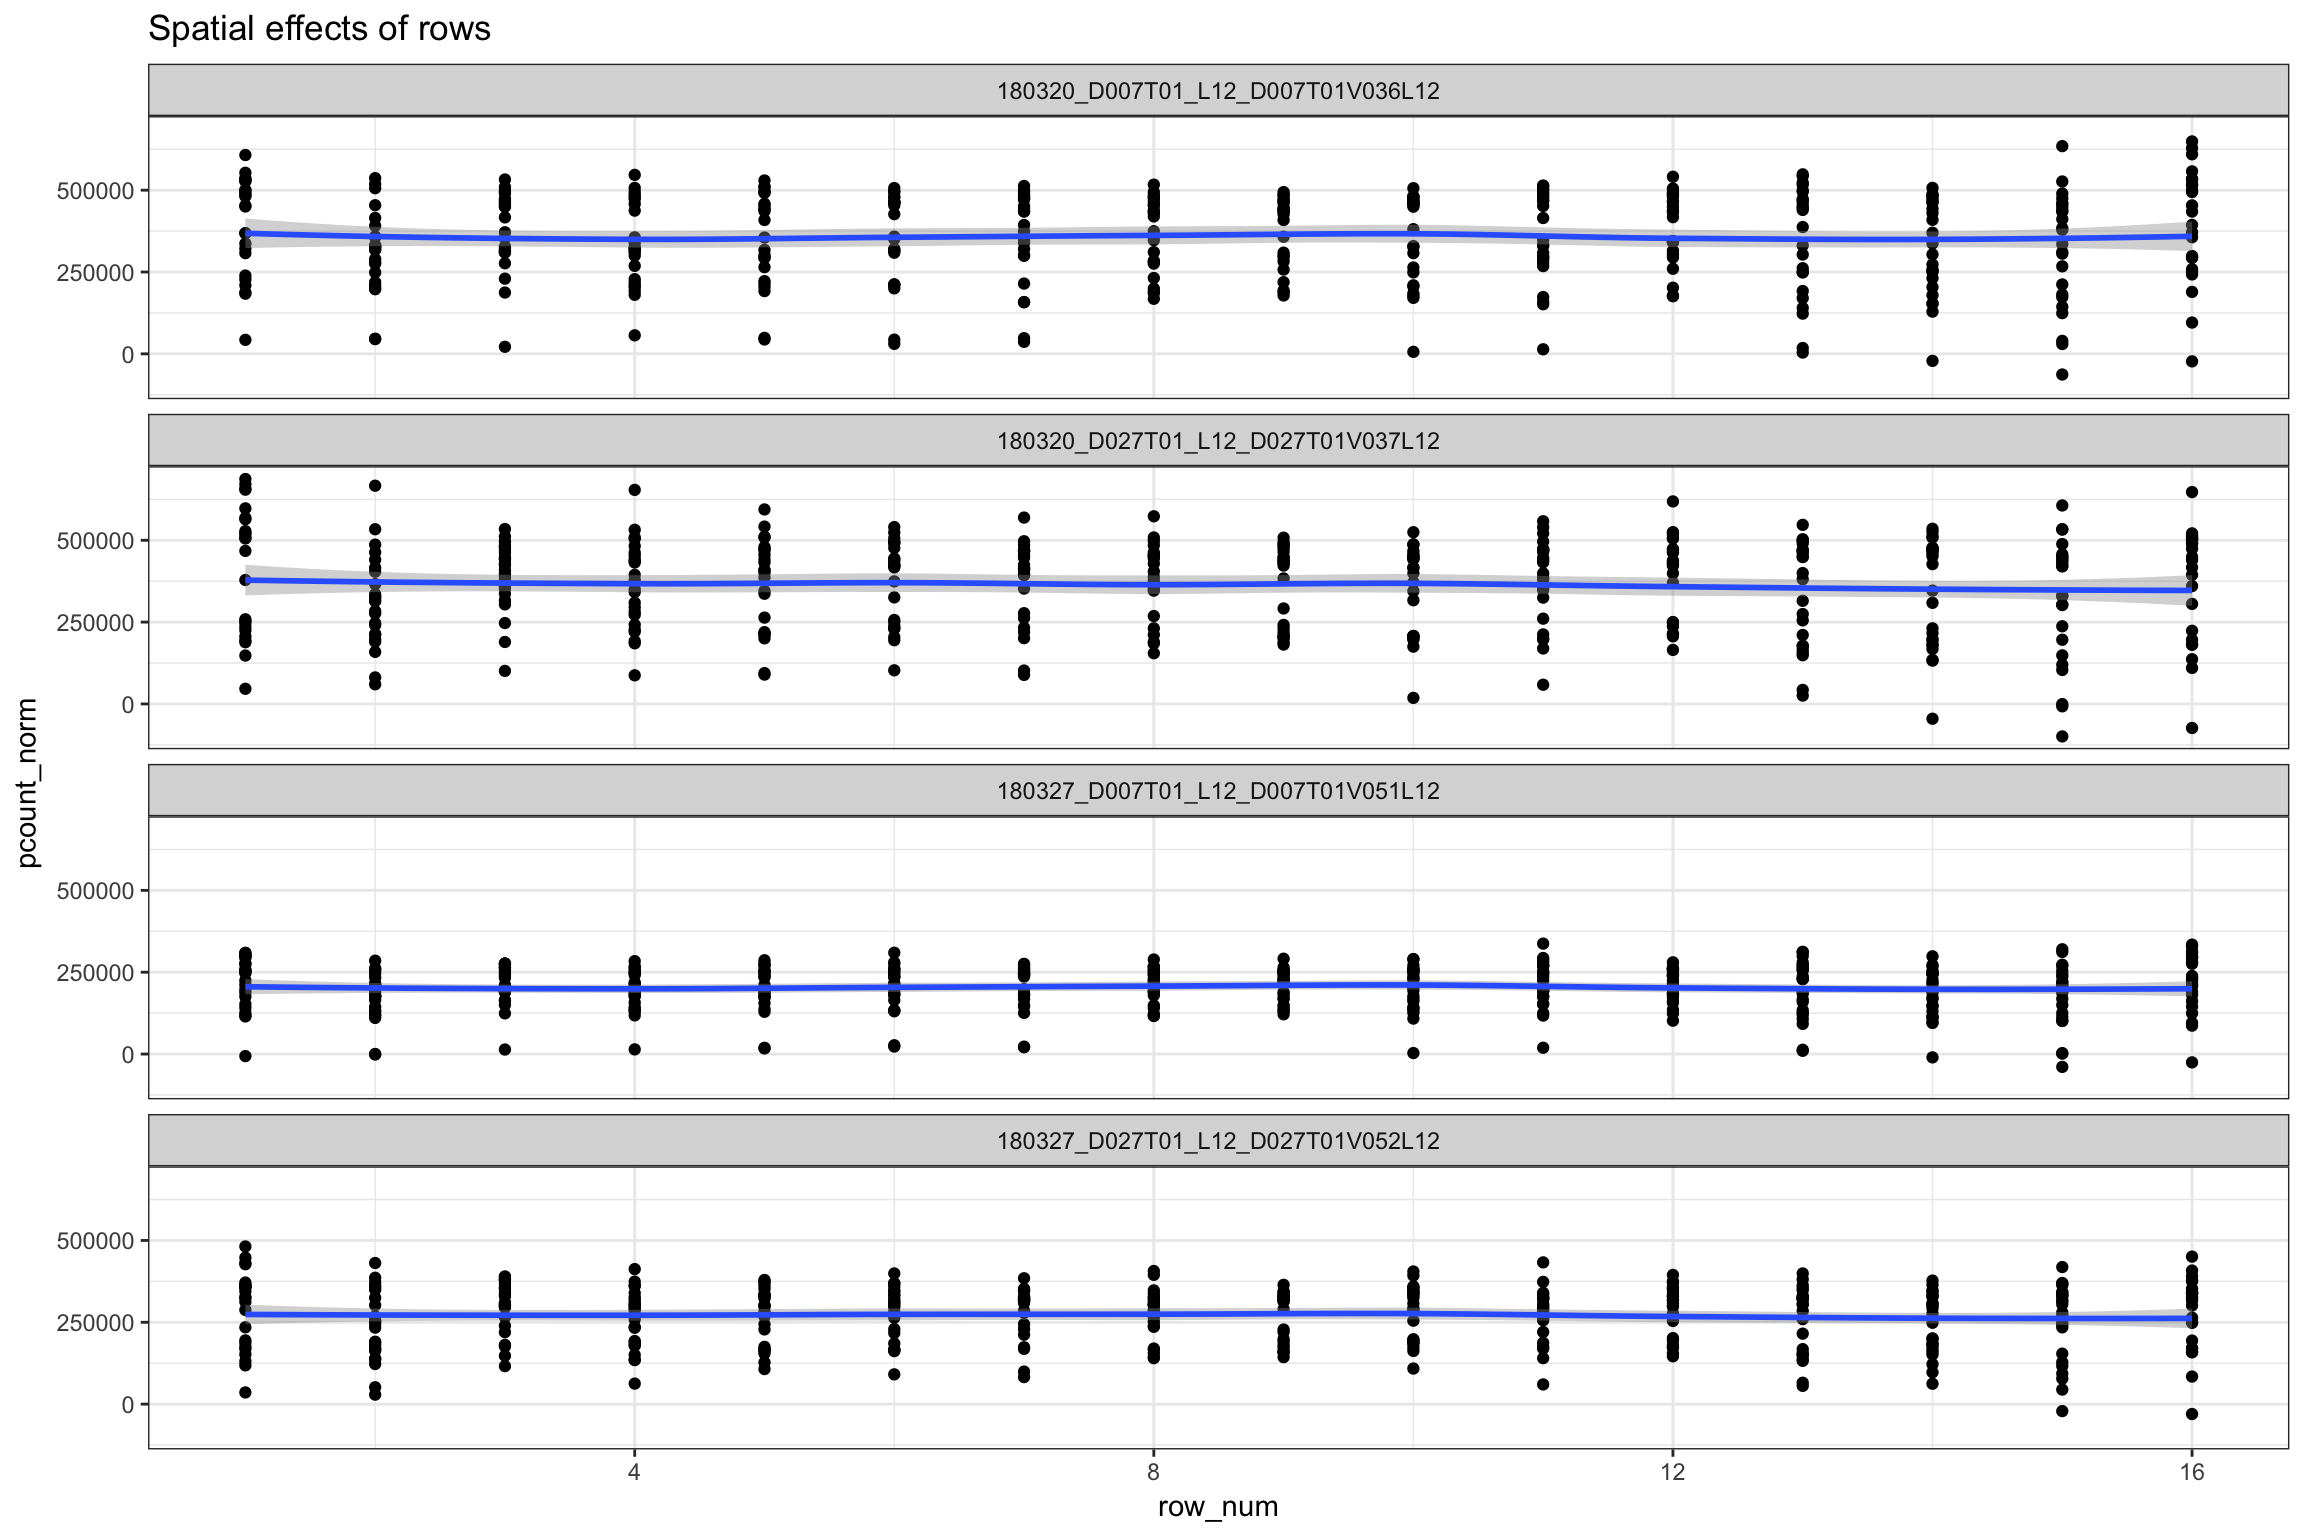 Spatial effects of rows
180320_D007T01_L12_D007T01V036L12
500000
250000
0
180320_D027T01_L12_D027T01V037L12
500000
250000
0
180327_D007T01_L12_D007T01V051L12
500000
250000
0
180327_D027T01_L12_D027T01V052L12
500000
250000
0
pcount_norm
4 8 12 16
row_num